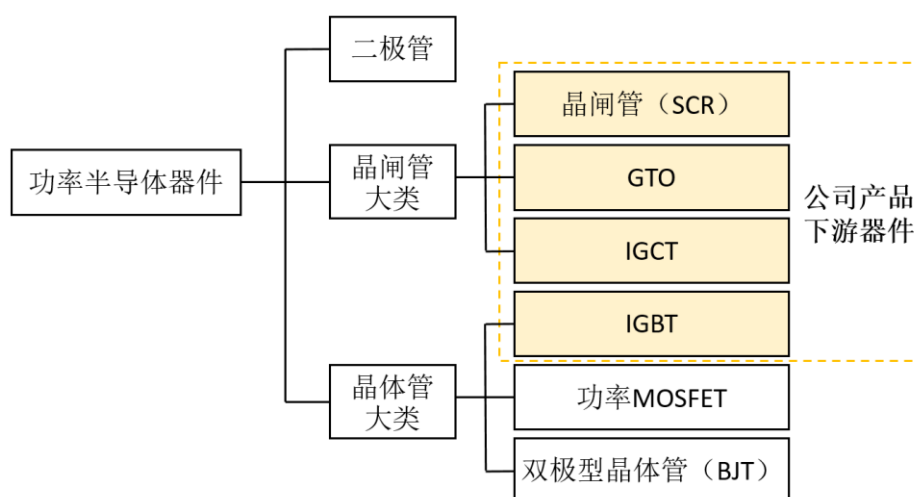 二极管
晶闸管（SCR）
功率半导体器件
晶闸管
大类
GTO
公司产品
下游器件
IGCT
IGBT
晶体管
大类
功率MOSFET
双极型晶体管（BJT）